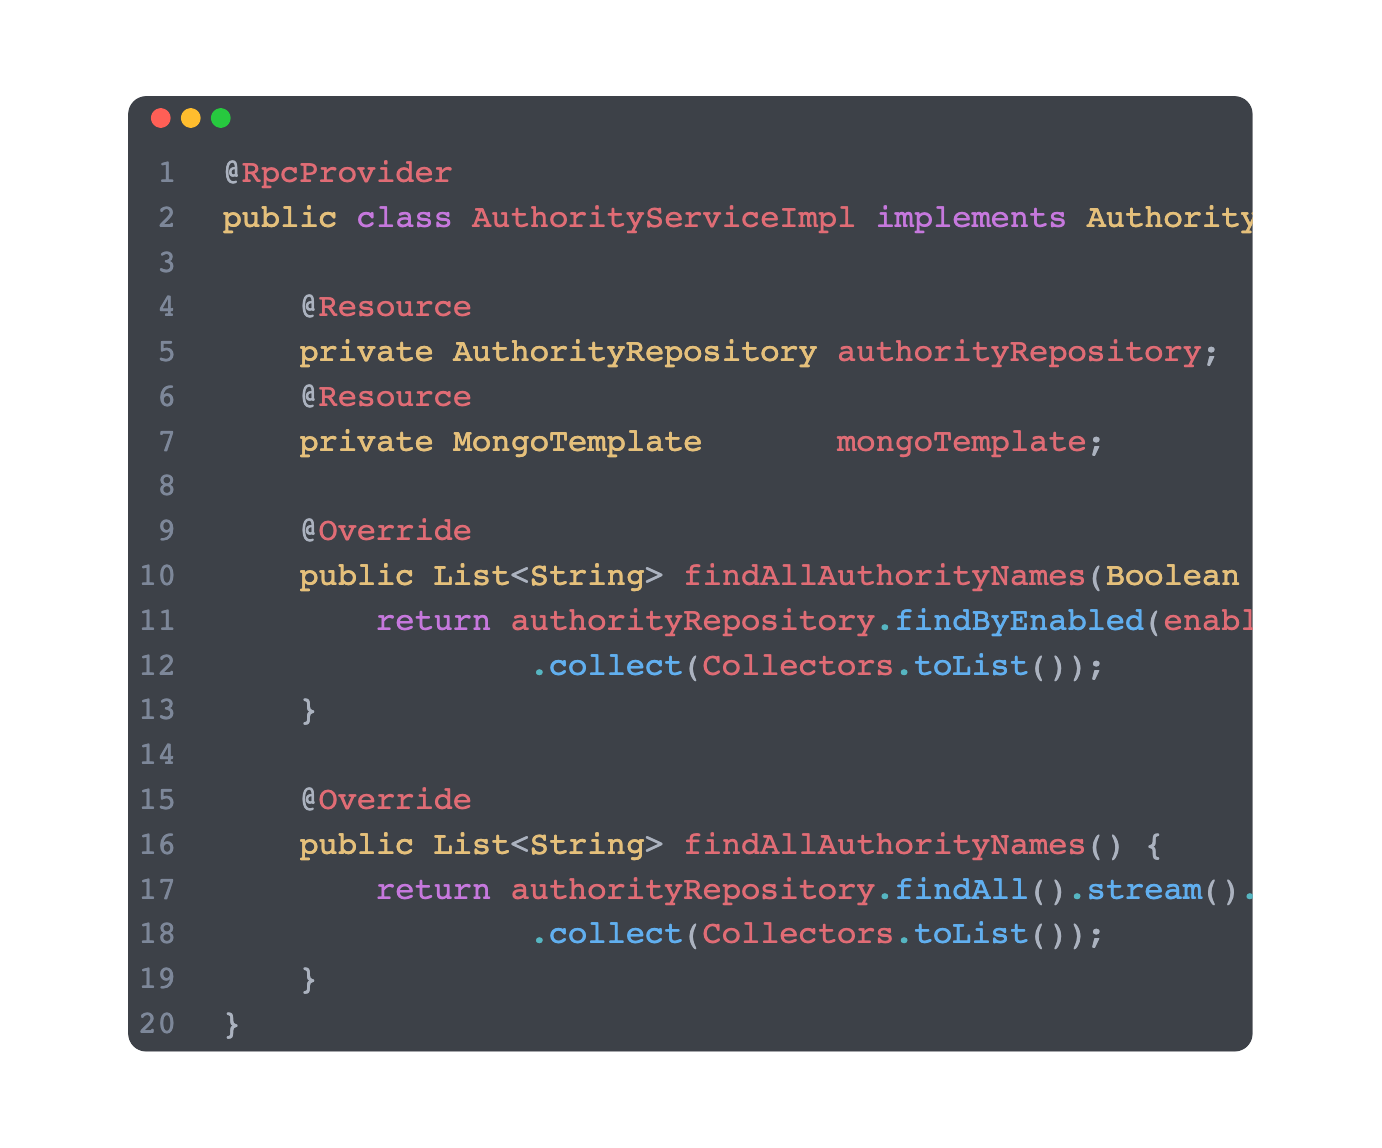 1 @RpcProvider
2 public class AuthorityServiceImpl implements Authority
3
4 @Resource
5 private AuthorityRepository authorityRepository;
6 @Resource
7 private MongoTemplate mongoTemplate;
8
9 @Override
10 public List<String> findAllAuthorityNames(Boolean
11 return authorityRepository.findByEnabled(enabl
12 .collect(Collectors.toList());
13 }
14
15 @Override
16 public List<String> findAllAuthorityNames() {
17 return authorityRepository.findAll().stream().
18 .collect(Collectors.toList());
19 }
20 }